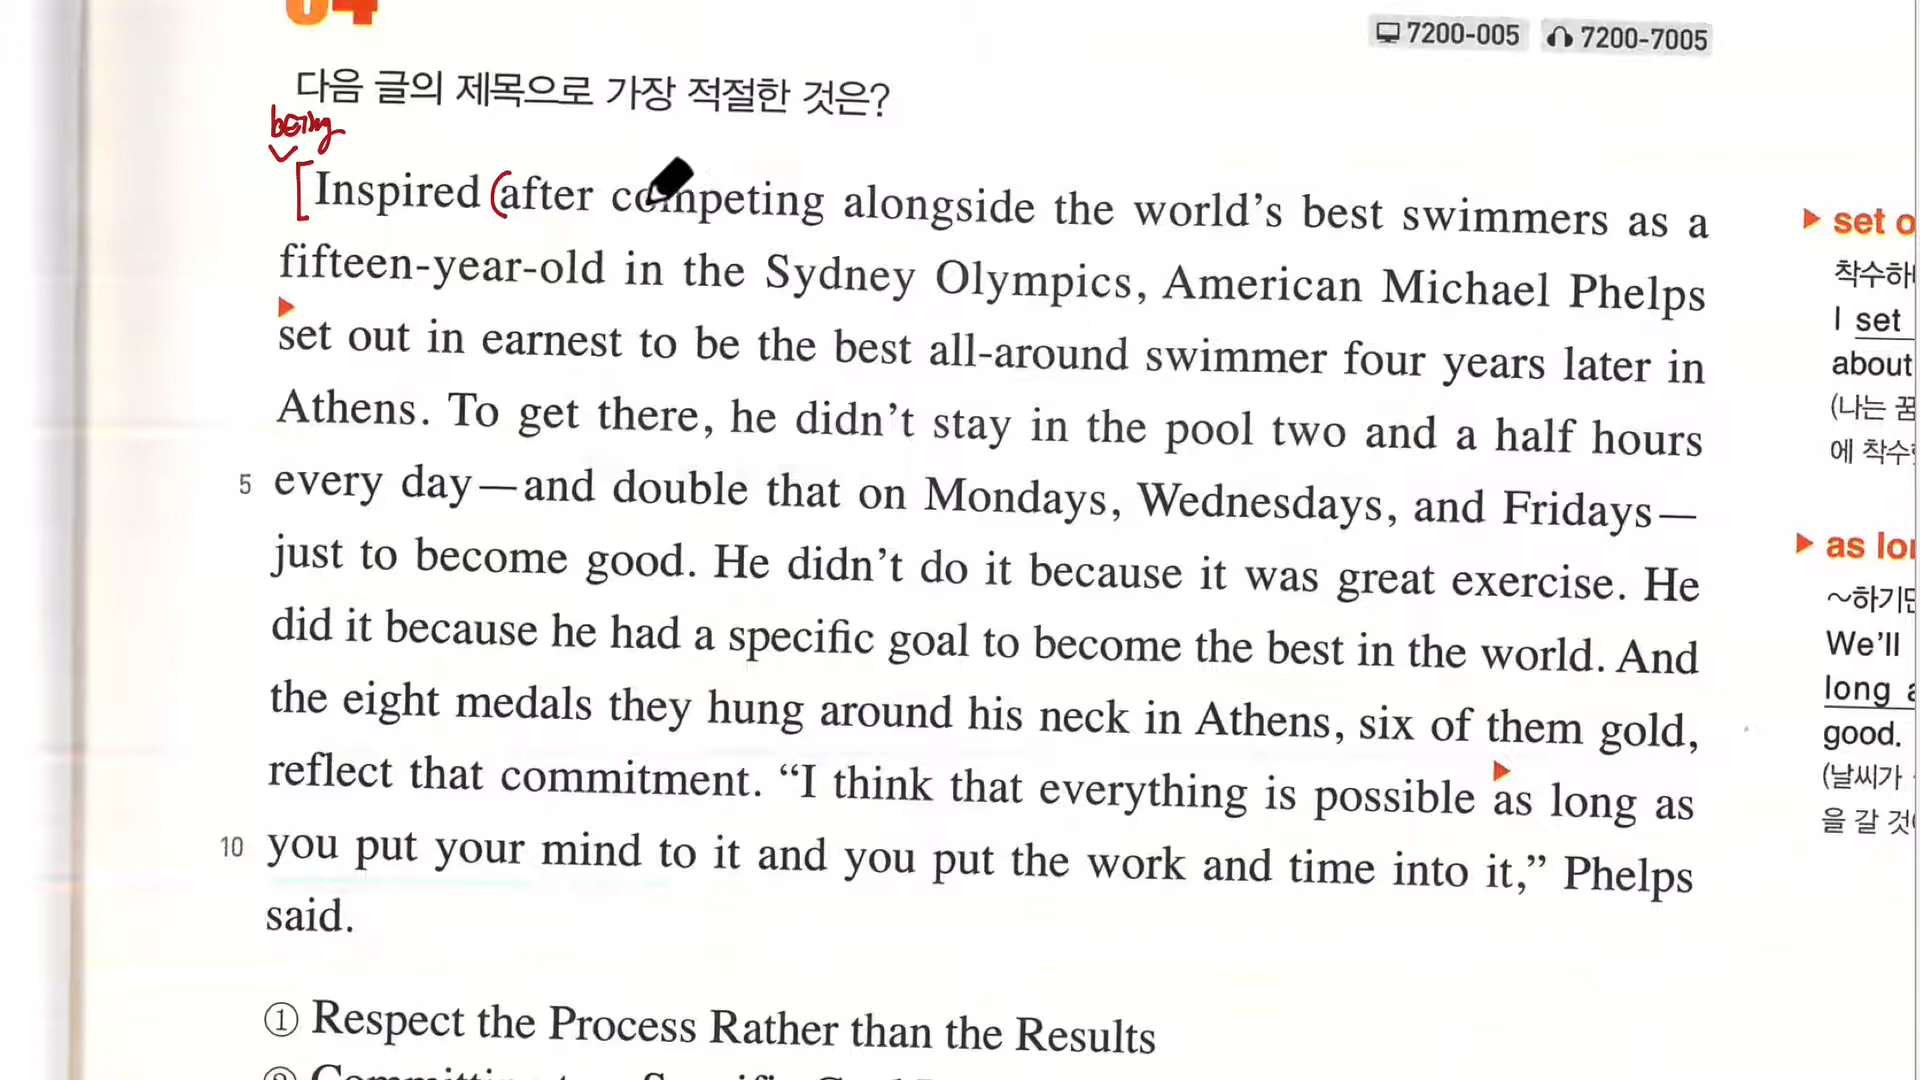 04
7200-005 7200-7005
다음 글의 제목으로 가장 적절한 것은?
being
Inspired (after competing alongside the world's best swimmers as a
fifteen-year-old in the Sydney Olympics, American Michael Phelps
set out in earnest to be the best all-around swimmer four years later in
Athens. To get there, he didn't stay in the pool two and a half hours
5 every day—and double that on Mondays, Wednesdays, and Fridays—
just to become good. He didn't do it because it was great exercise. He
did it because he had a specific goal to become the best in the world. And
the eight medals they hung around his neck in Athens, six of them gold,
reflect that commitment. “I think that everything is possible as long as
10 you put your mind to it and you put the work and time into it,” Phelps
said.
① Respect the Process Rather than the Results
set o
착수하
I set
about
(나는 꿈
에 착수
as lo
~하기만
We'll
long a
good.
(날씨가
을 갈 것